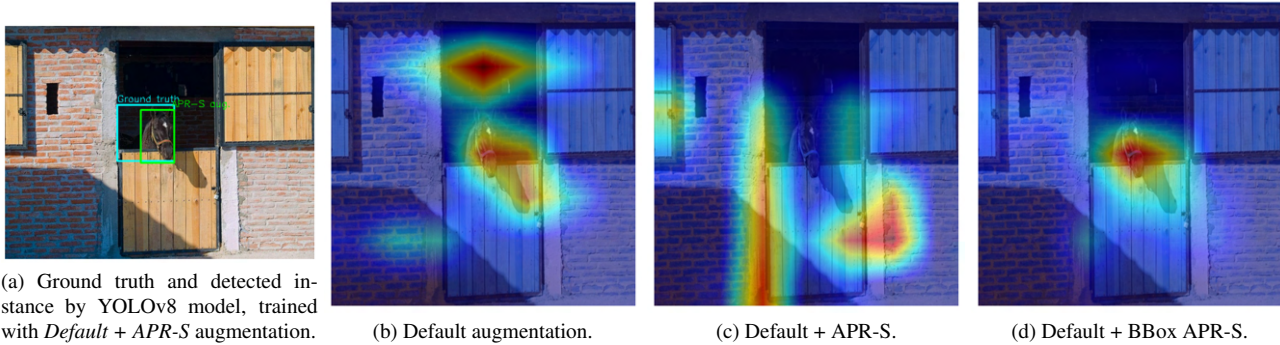 Ground truth
APR-S aug
(a) Ground truth and detected in-
stance by YOLOv8 model, trained
with Default + APR-S augmentation.
(b) Default augmentation.
(c) Default + APR-S.
(d) Default + BBox APR-S.